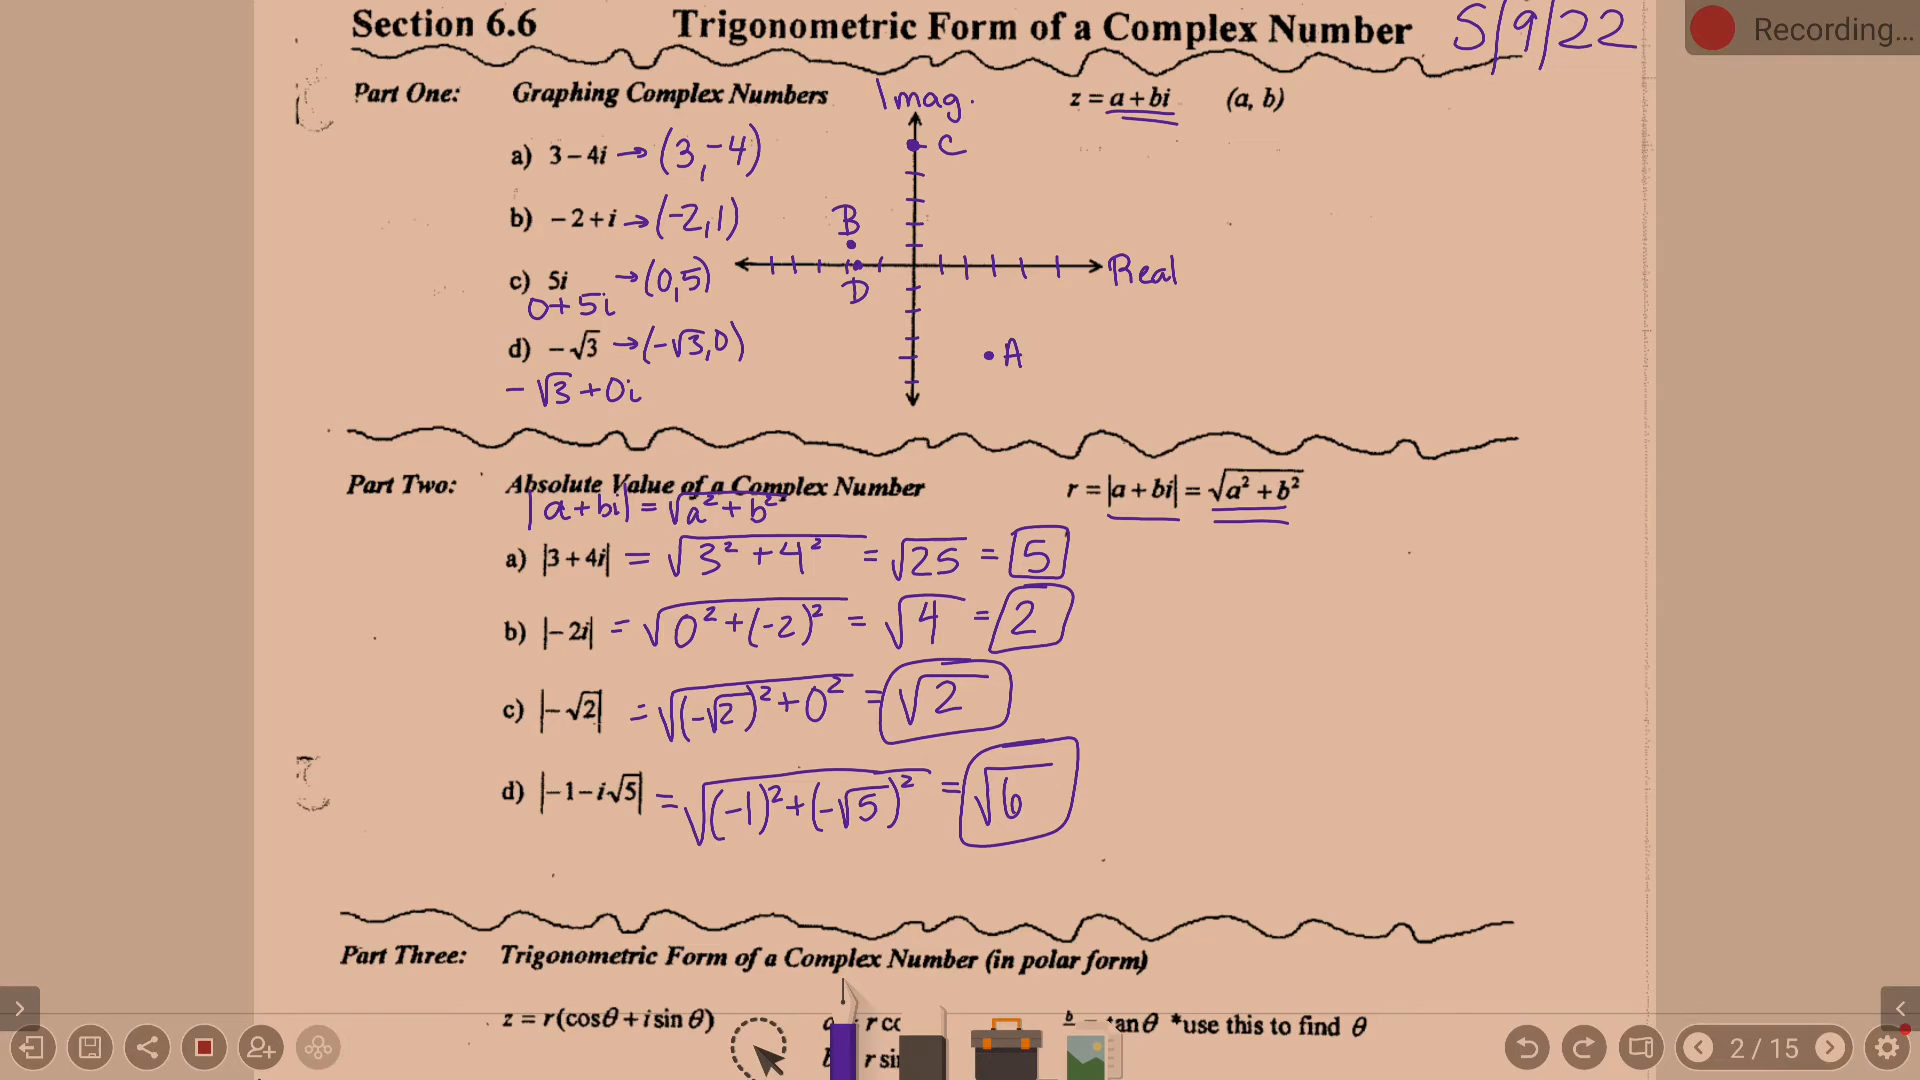 Section 6.6 Trigonometric Form of a Complex Number 5/9/22
Recording...
Part One: Graphing Complex Numbers Imag. z = a + bi (a, b)
a) 3 – 4i → (3, -4) C
b) – 2 + i → (-2, 1) B
c) 5i → (0, 5) D Real
0 + 5i
d) – √3 → (-√3, 0) A
- √3 + 0i
Part Two: Absolute Value of a Complex Number r = |a + bi| = √a² + b²
|a + bi| = √a² + b²
a) |3 + 4i| = √3² + 4² = √25 = 5
b) |– 2i| = √0² + (-2)² = √4 = 2
c) |– √2| = √(-√2)² + 0² = √2
d) |– 1 – i√5| = √(-1)² + (-√5)² = √6
Part Three: Trigonometric Form of a Complex Number (in polar form)
z = r(cosθ + i sin θ) r tanθ *use this to find θ
b r
2 / 15